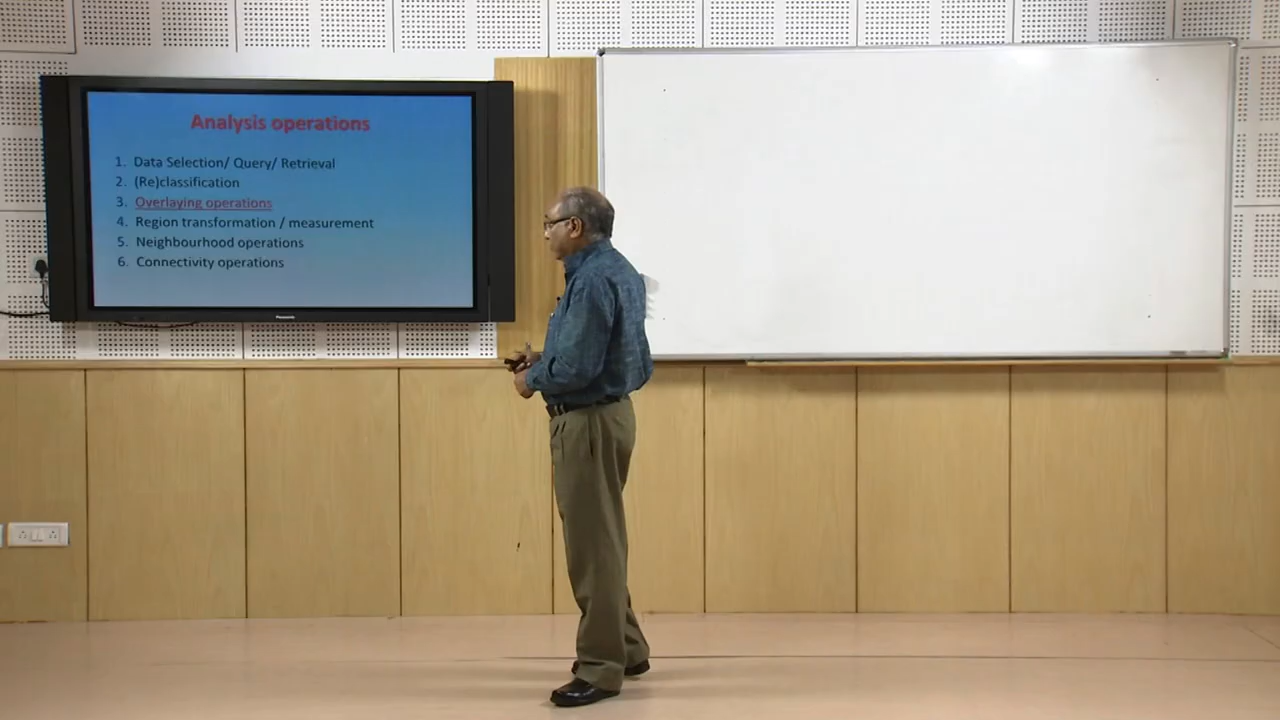 Analysis operations
1. Data Selection/ Query/ Retrieval
2. (Re)classification
3. Overlaying operations
4. Region transformation / measurement
5. Neighbourhood operations
6. Connectivity operations
Panasonic